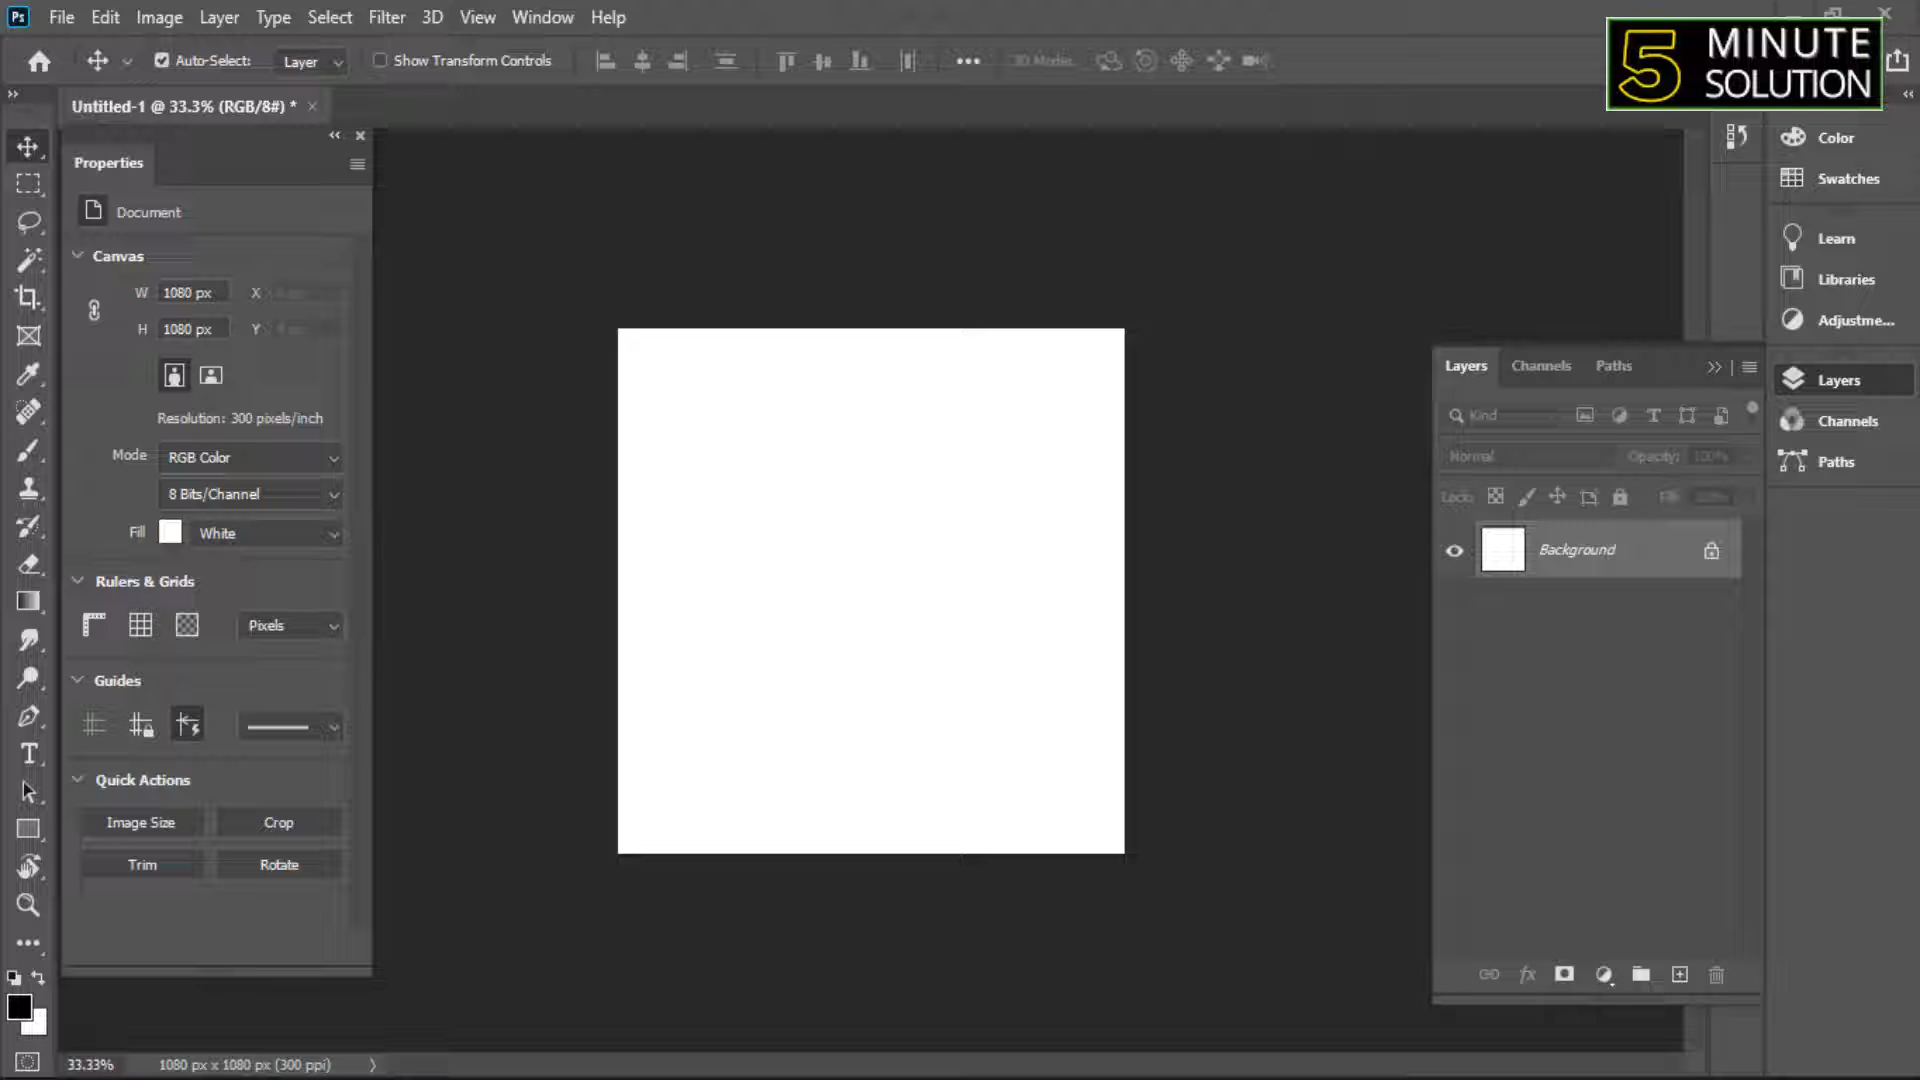 Ps File Edit Image Layer Type Select Filter 3D View Window Help
Auto-Select: Layer Show Transform Controls 3D Mode:
5 MINUTE
SOLUTION
Untitled-1 @ 33.3% (RGB/8#) *
Properties
Document
Canvas
W 1080 px X
H 1080 px Y
Resolution: 300 pixels/inch
Mode RGB Color
8 Bits/Channel
Fill White
Rulers & Grids
Pixels
Guides
Quick Actions
Image Size Crop
Trim Rotate
33.33% 1080 px x 1080 px (300 ppi)
Layers Channels Paths
Kind
Normal Opacity: 100%
Lock:
Background
fx
Color
Swatches
Learn
Libraries
Adjustme...
Layers
Channels
Paths